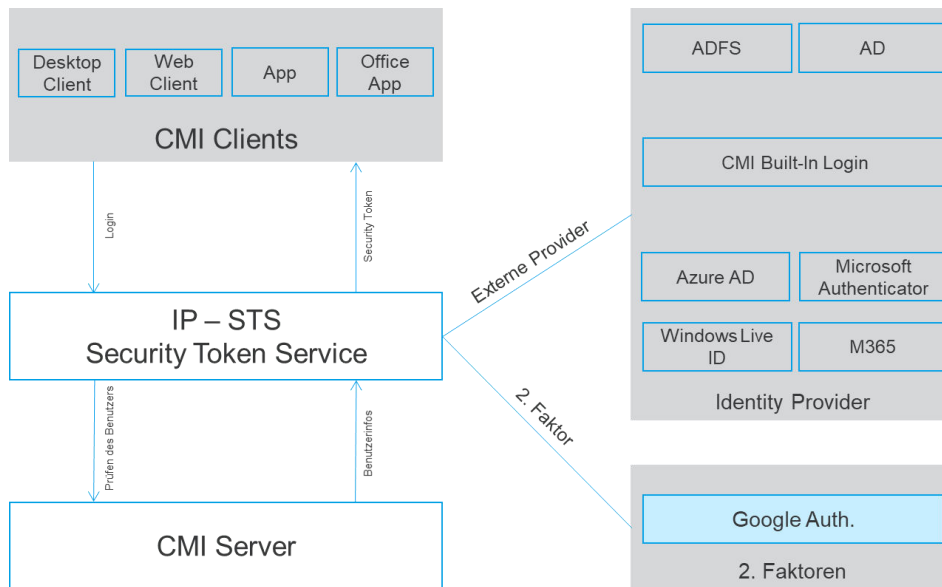 Desktop
Client
Web
Client
App
Office
App
CMI Clients
Login
Security Token
IP – STS
Security Token Service
Prüfen des Benutzers
Benutzerinfos
CMI Server
Externe Provider
2. Faktor
ADFS
AD
CMI Built-In Login
Azure AD
Microsoft
Authenticator
Windows Live
ID
M365
Identity Provider
Google Auth.
2. Faktoren